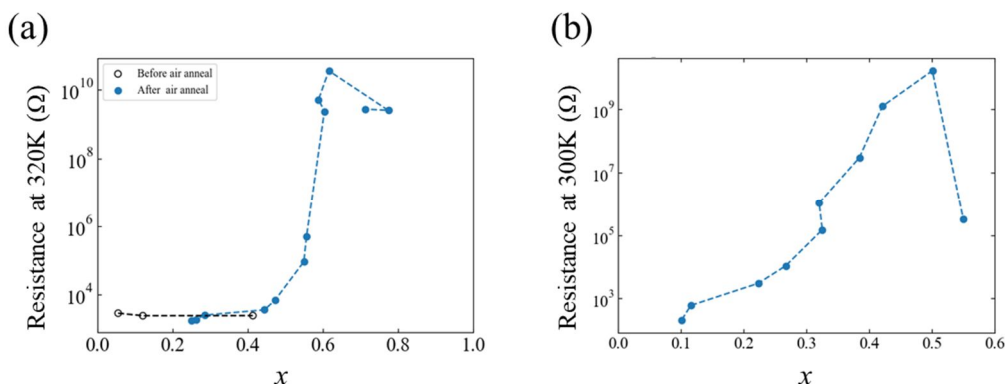 (a)
Resistance at 320K (Ω)
10^10
10^8
10^6
10^4
Before air anneal
After air anneal
0.0 0.2 0.4 0.6 0.8 1.0
x
(b)
Resistance at 300K (Ω)
10^9
10^7
10^5
10^3
0.0 0.1 0.2 0.3 0.4 0.5 0.6
x